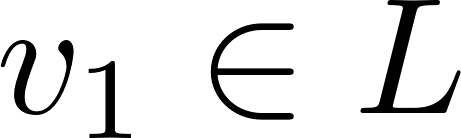 v₁ ∈ L